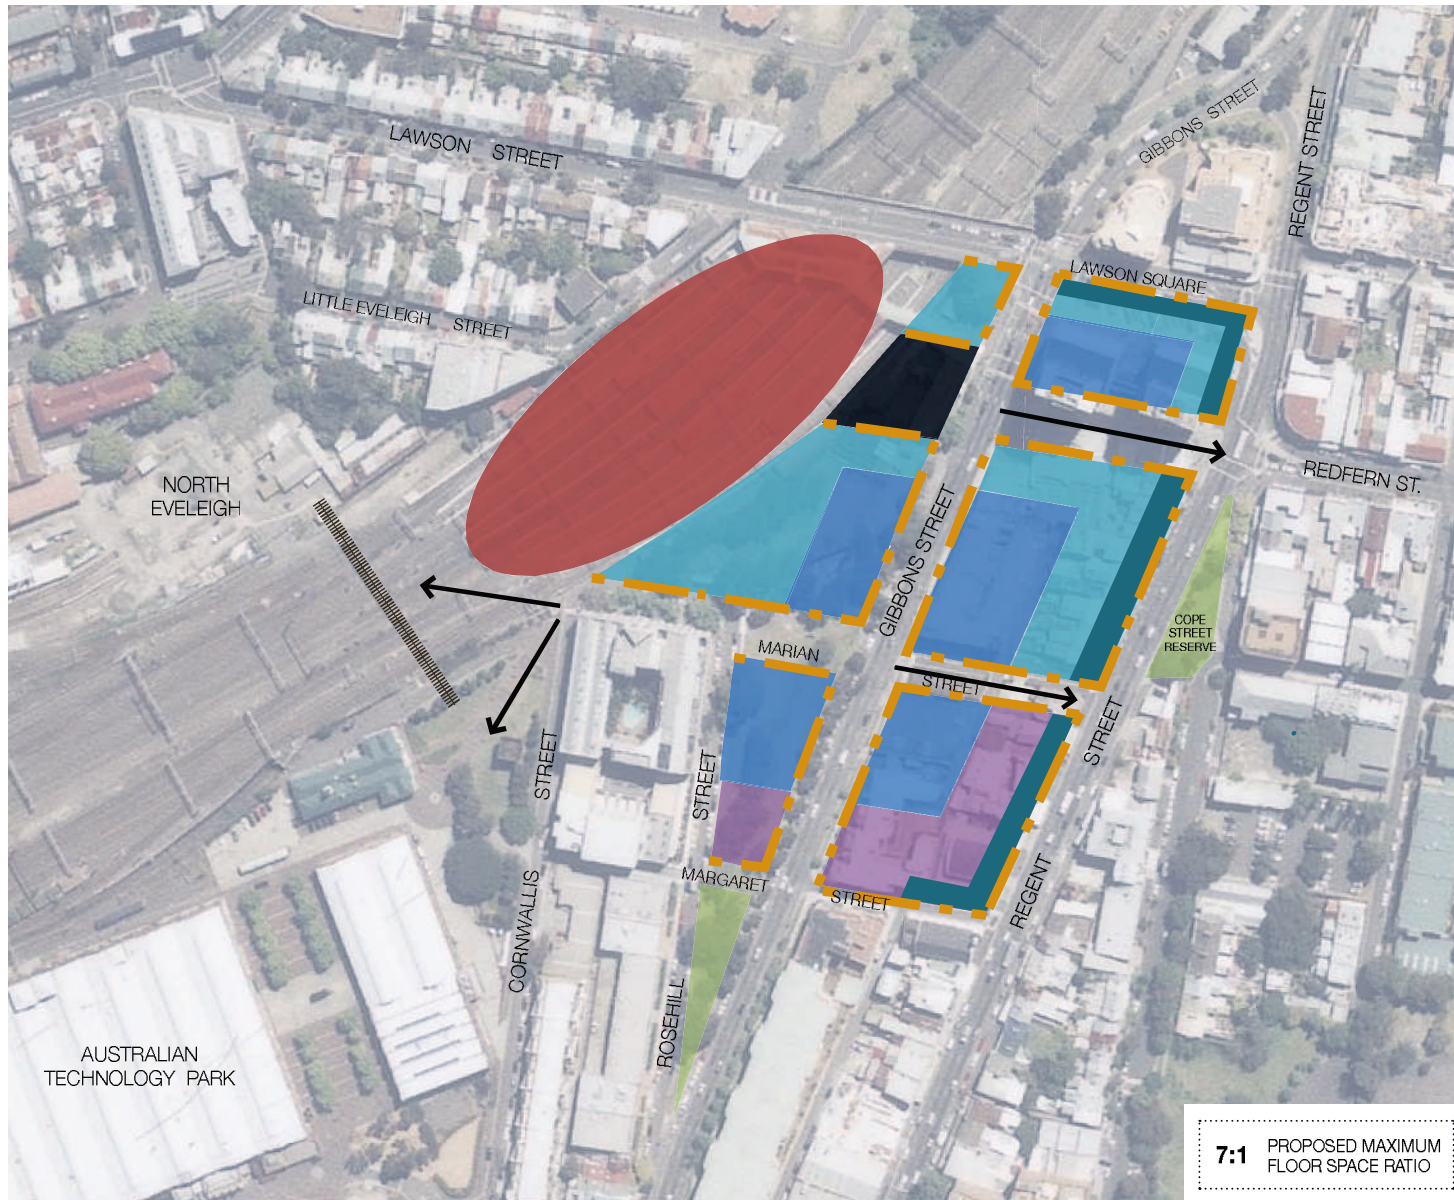 GIBBONS STREET
REGENT STREET
LAWSON STREET
LAWSON SQUARE
LITTLE EVELEIGH STREET
REDFERN ST.
NORTH
EVELEIGH
GIBBONS STREET
COPE
STREET
RESERVE
MARIAN
STREET
STREET
STREET
STREET
MARGARET
STREET
REGENT
CORNWALLIS
ROSEHILL
AUSTRALIAN
TECHNOLOGY PARK
7:1 PROPOSED MAXIMUM
FLOOR SPACE RATIO